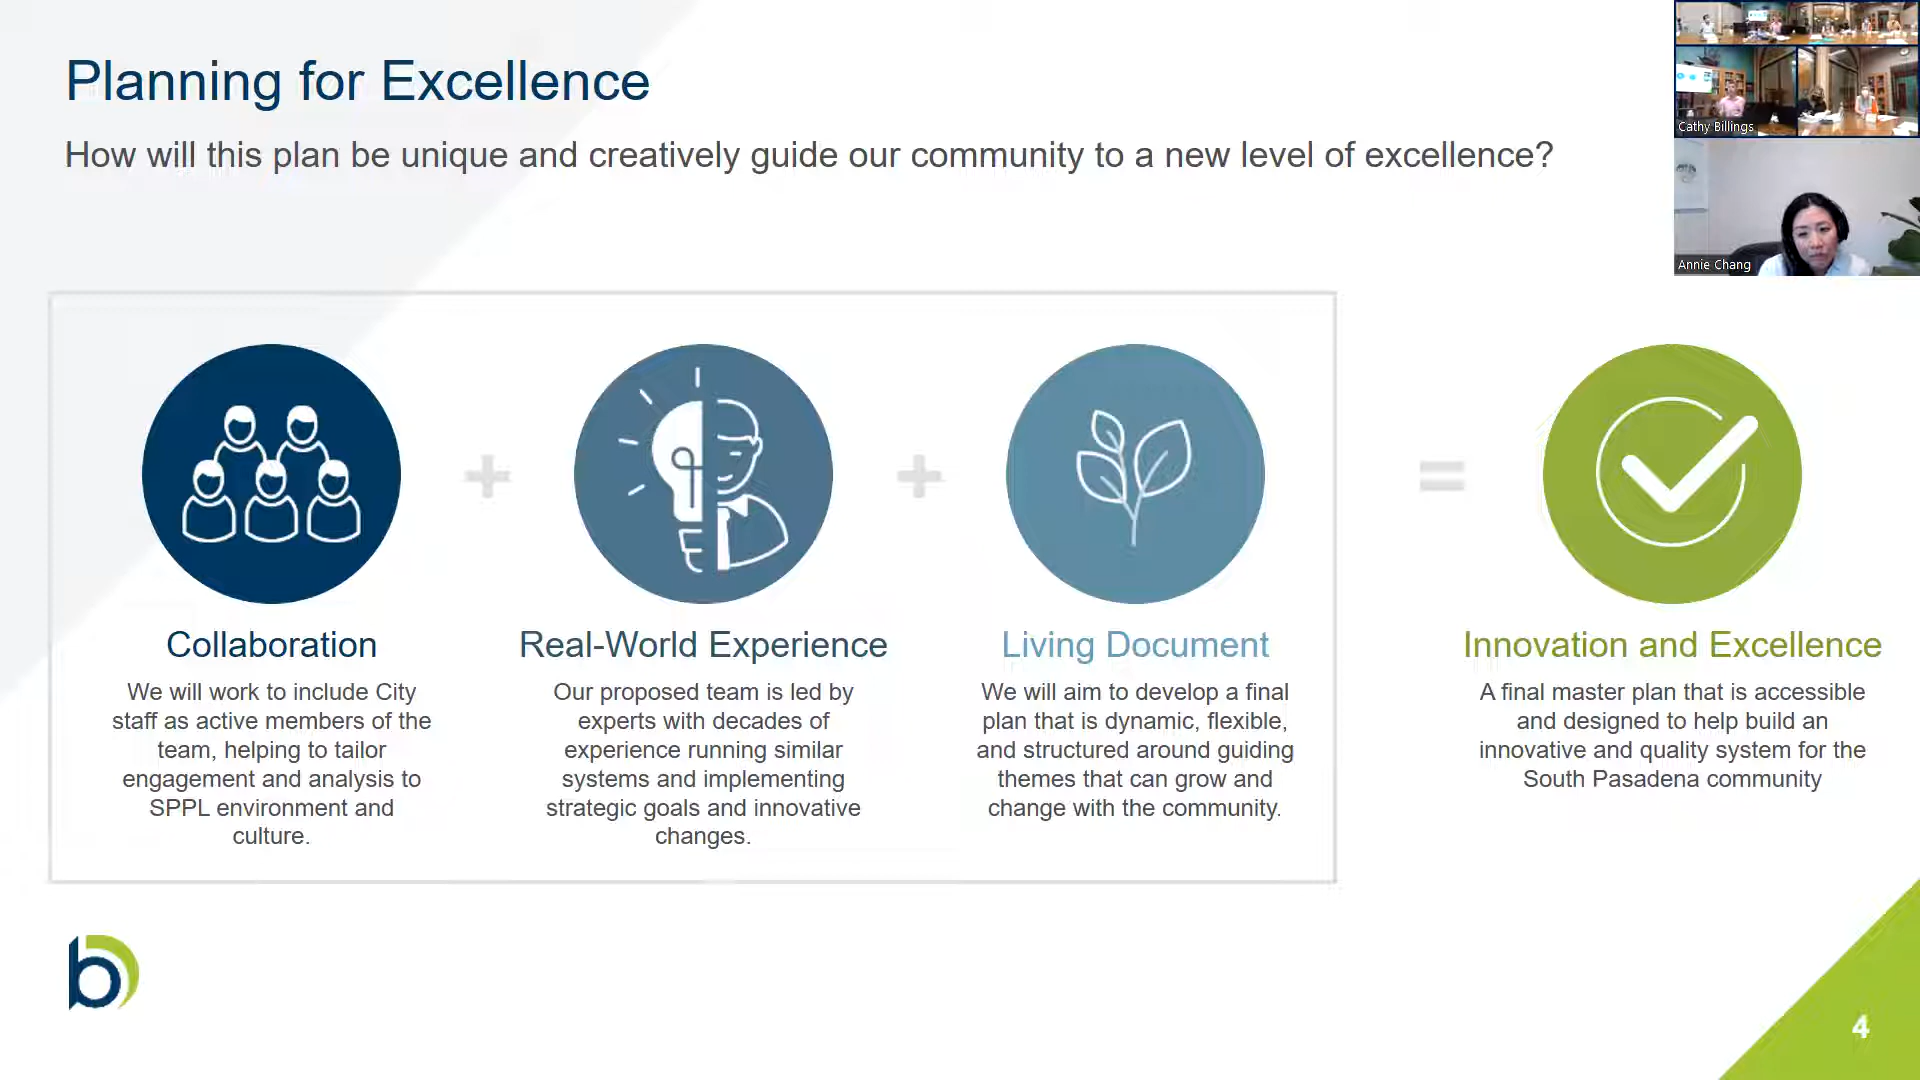 Planning for Excellence
How will this plan be unique and creatively guide our community to a new level of excellence?
Cathy Billings
Annie Chang
Collaboration
We will work to include City
staff as active members of the
team, helping to tailor
engagement and analysis to
SPPL environment and
culture.
Real-World Experience
Our proposed team is led by
experts with decades of
experience running similar
systems and implementing
strategic goals and innovative
changes.
Living Document
We will aim to develop a final
plan that is dynamic, flexible,
and structured around guiding
themes that can grow and
change with the community.
Innovation and Excellence
A final master plan that is accessible
and designed to help build an
innovative and quality system for the
South Pasadena community
b
4